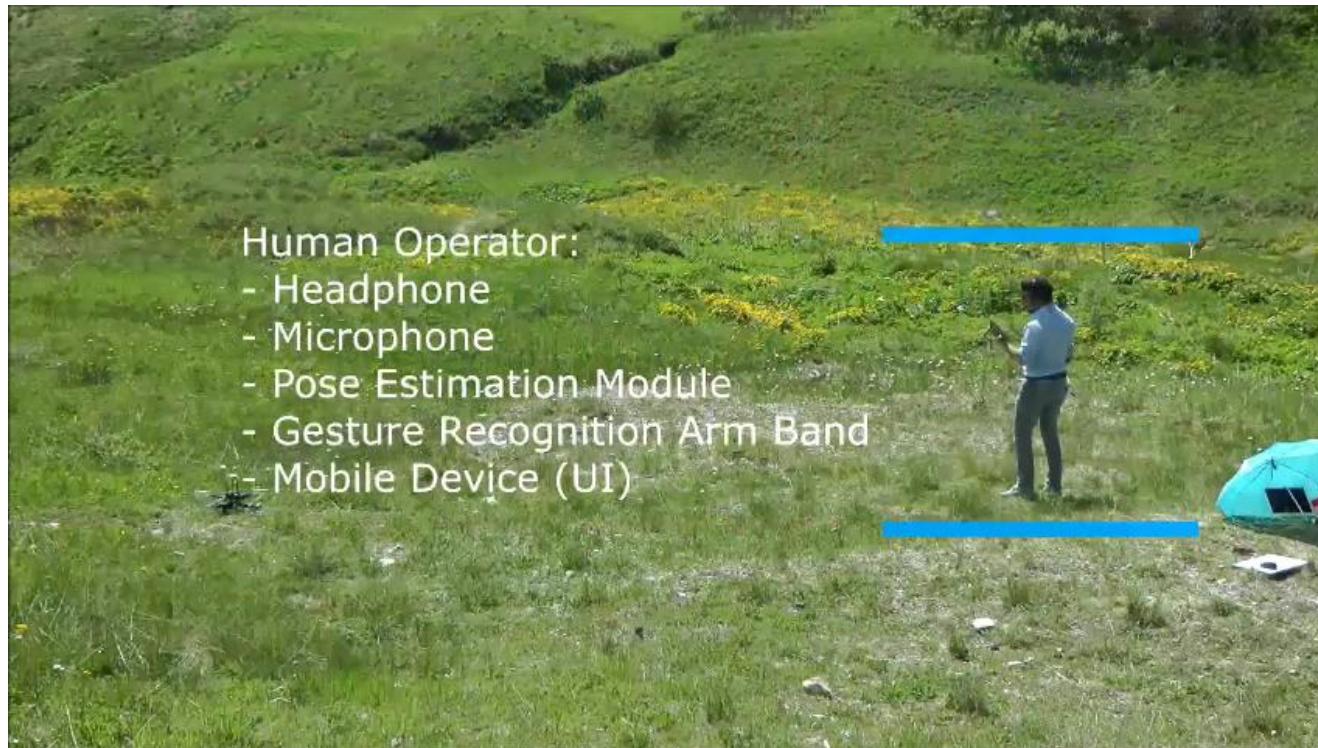 Human Operator:
- Headphone
- Microphone
- Pose Estimation Module
- Gesture Recognition Arm Band
- Mobile Device (UI)